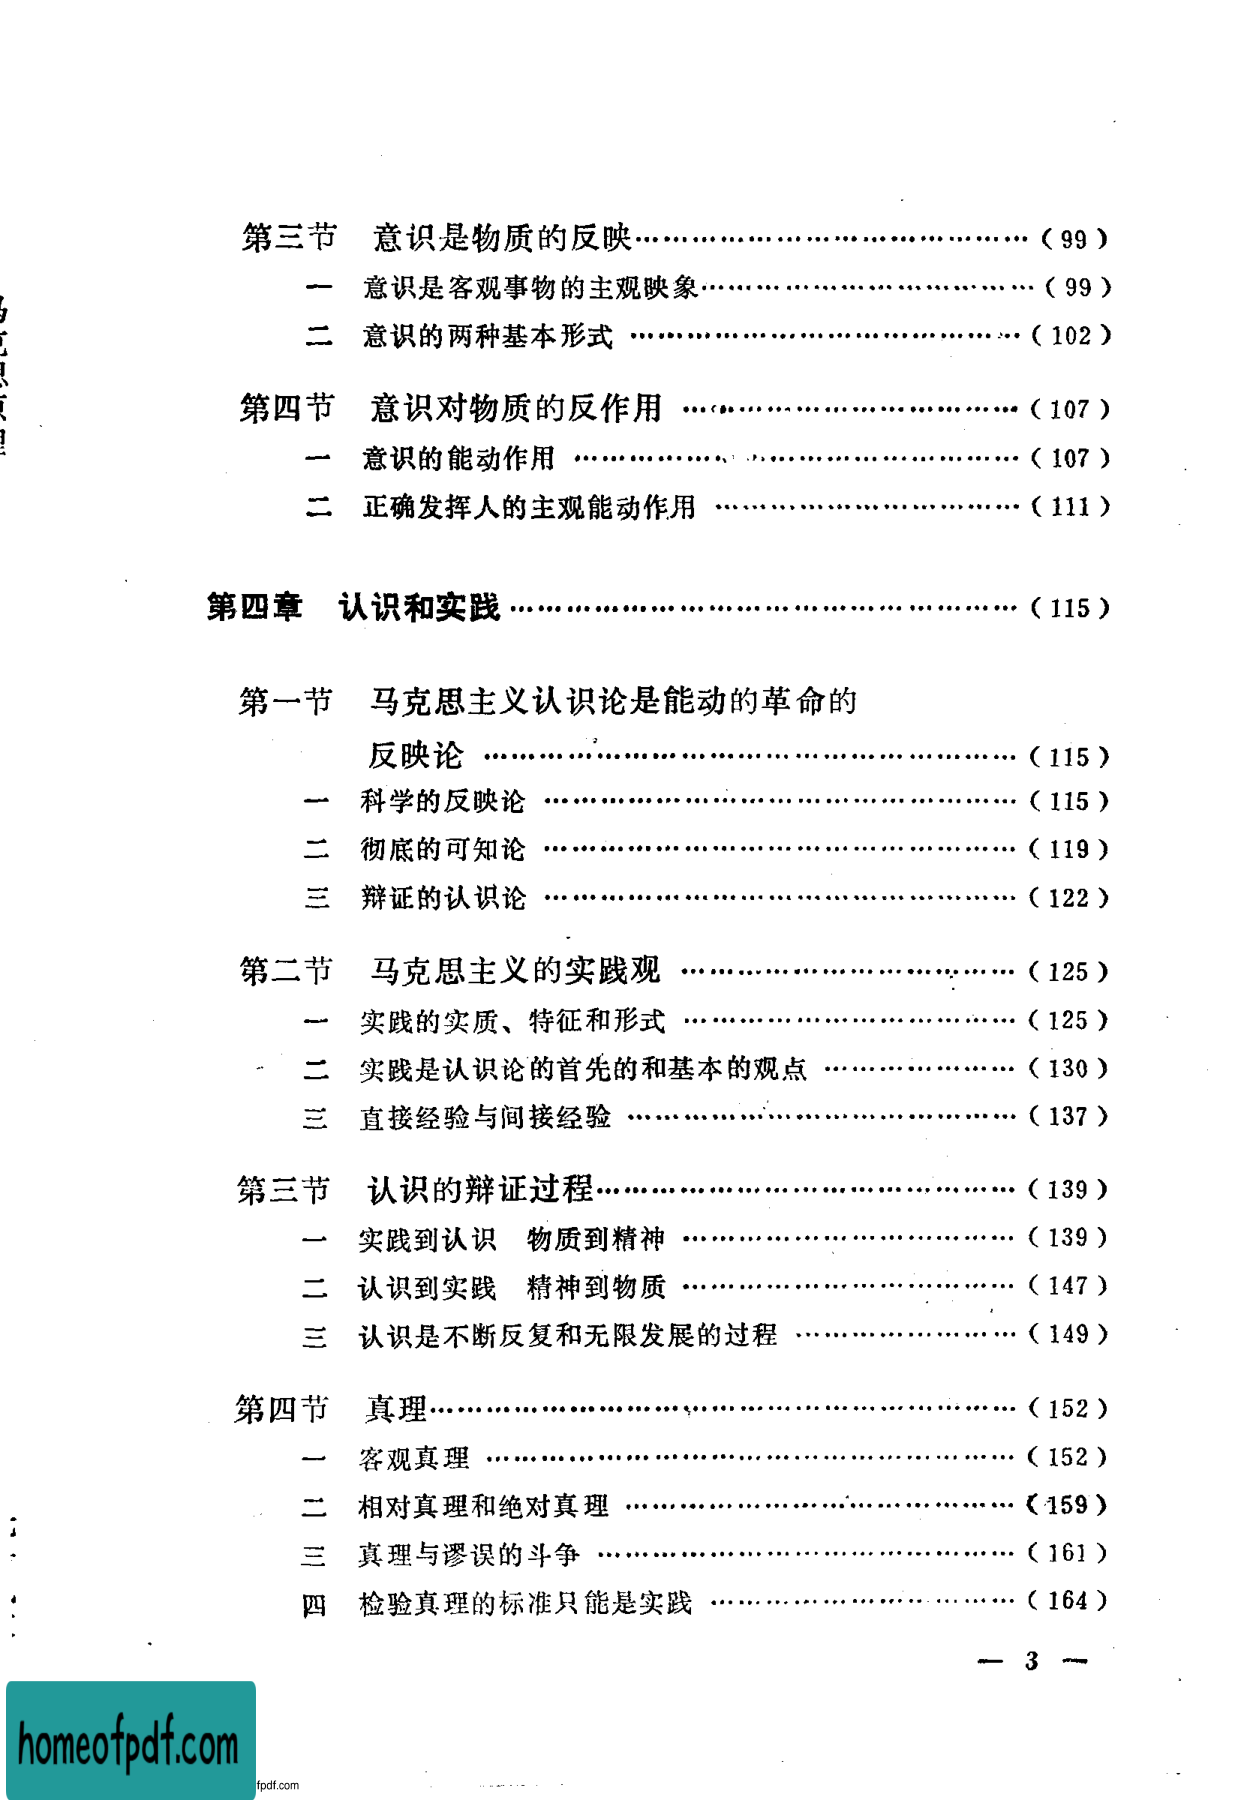 第三节 意识是物质的反映……………………………………（99）
一 意识是客观事物的主观映象………………………………（99）
二 意识的两种基本形式……………………………………（102）
第四节 意识对物质的反作用………………………………（107）
一 意识的能动作用…………………………………………（107）
二 正确发挥人的主观能动作用……………………………（111）
第四章 认识和实践………………………………………………（115）
第一节 马克思主义认识论是能动的革命的
反映论…………………………………………………（115）
一 科学的反映论……………………………………………（115）
二 彻底的可知论……………………………………………（119）
三 辩证的认识论……………………………………………（122）
第二节 马克思主义的实践观………………………………（125）
一 实践的实质、特征和形式………………………………（125）
二 实践是认识论的首先的和基本的观点…………………（130）
三 直接经验与间接经验……………………………………（137）
第三节 认识的辩证过程………………………………………（139）
一 实践到认识 物质到精神………………………………（139）
二 认识到实践 精神到物质………………………………（147）
三 认识是不断反复和无限发展的过程……………………（149）
第四节 真理……………………………………………………（152）
一 客观真理…………………………………………………（152）
二 相对真理和绝对真理……………………………………（159）
三 真理与谬误的斗争………………………………………（161）
四 检验真理的标准只能是实践……………………………（164）
— 3 —
homeofpdf.com
fpdf.com